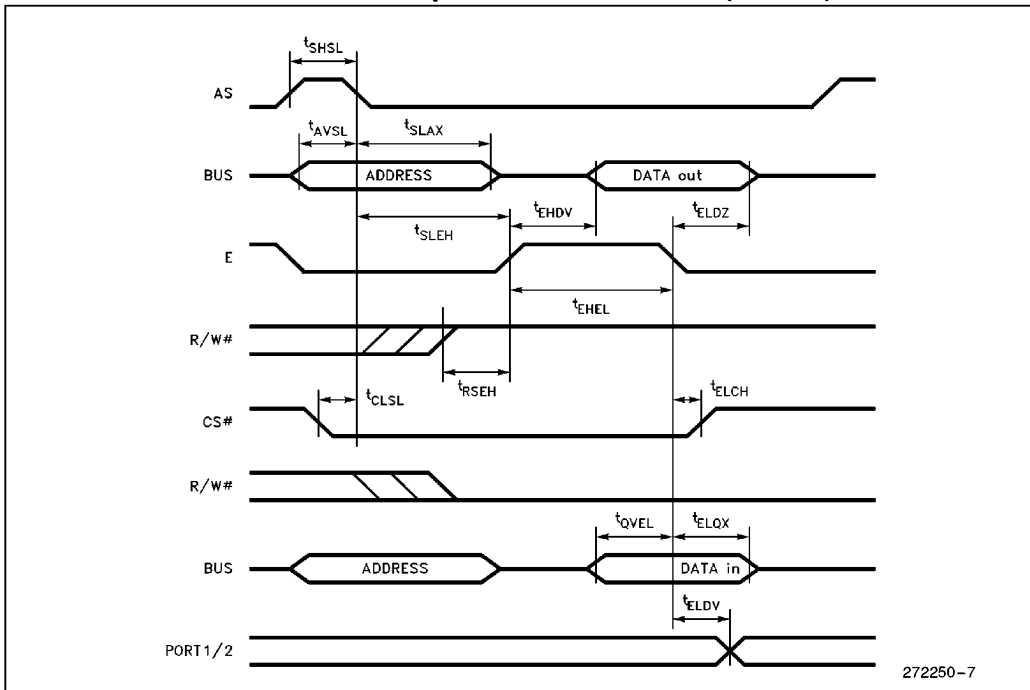 tSHSL
AS
tAVSL
tSLAX
BUS
ADDRESS
DATA out
tSLEH
tEHDV
tELDZ
E
tEHEL
R/W#
tRSEH
tCLSL
tELCH
CS#
R/W#
tQVEL
tELQX
BUS
ADDRESS
DATA in
tELDV
PORT1/2
272250-7